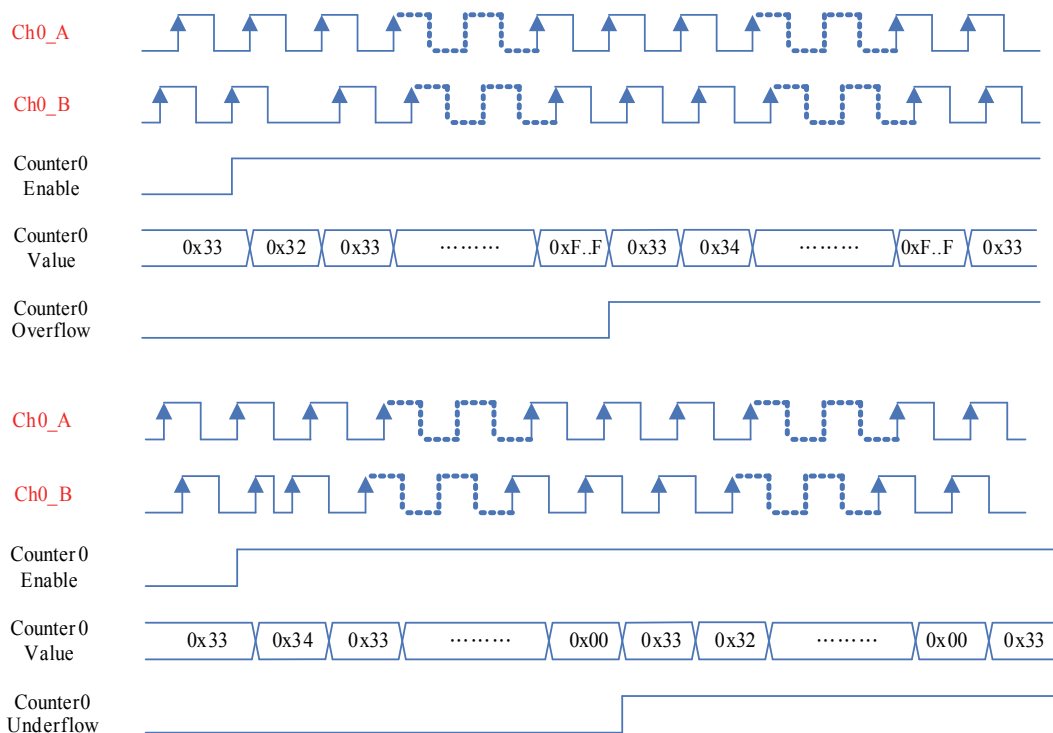 Ch0_A
Ch0_B
Counter0
Enable
Counter0
Value
0x33 0x32 0x33 ……… 0xF..F 0x33 0x34 ……… 0xF..F 0x33
Counter0
Overflow
Ch0_A
Ch0_B
Counter0
Enable
Counter0
Value
0x33 0x34 0x33 ……… 0x00 0x33 0x32 ……… 0x00 0x33
Counter0
Underflow